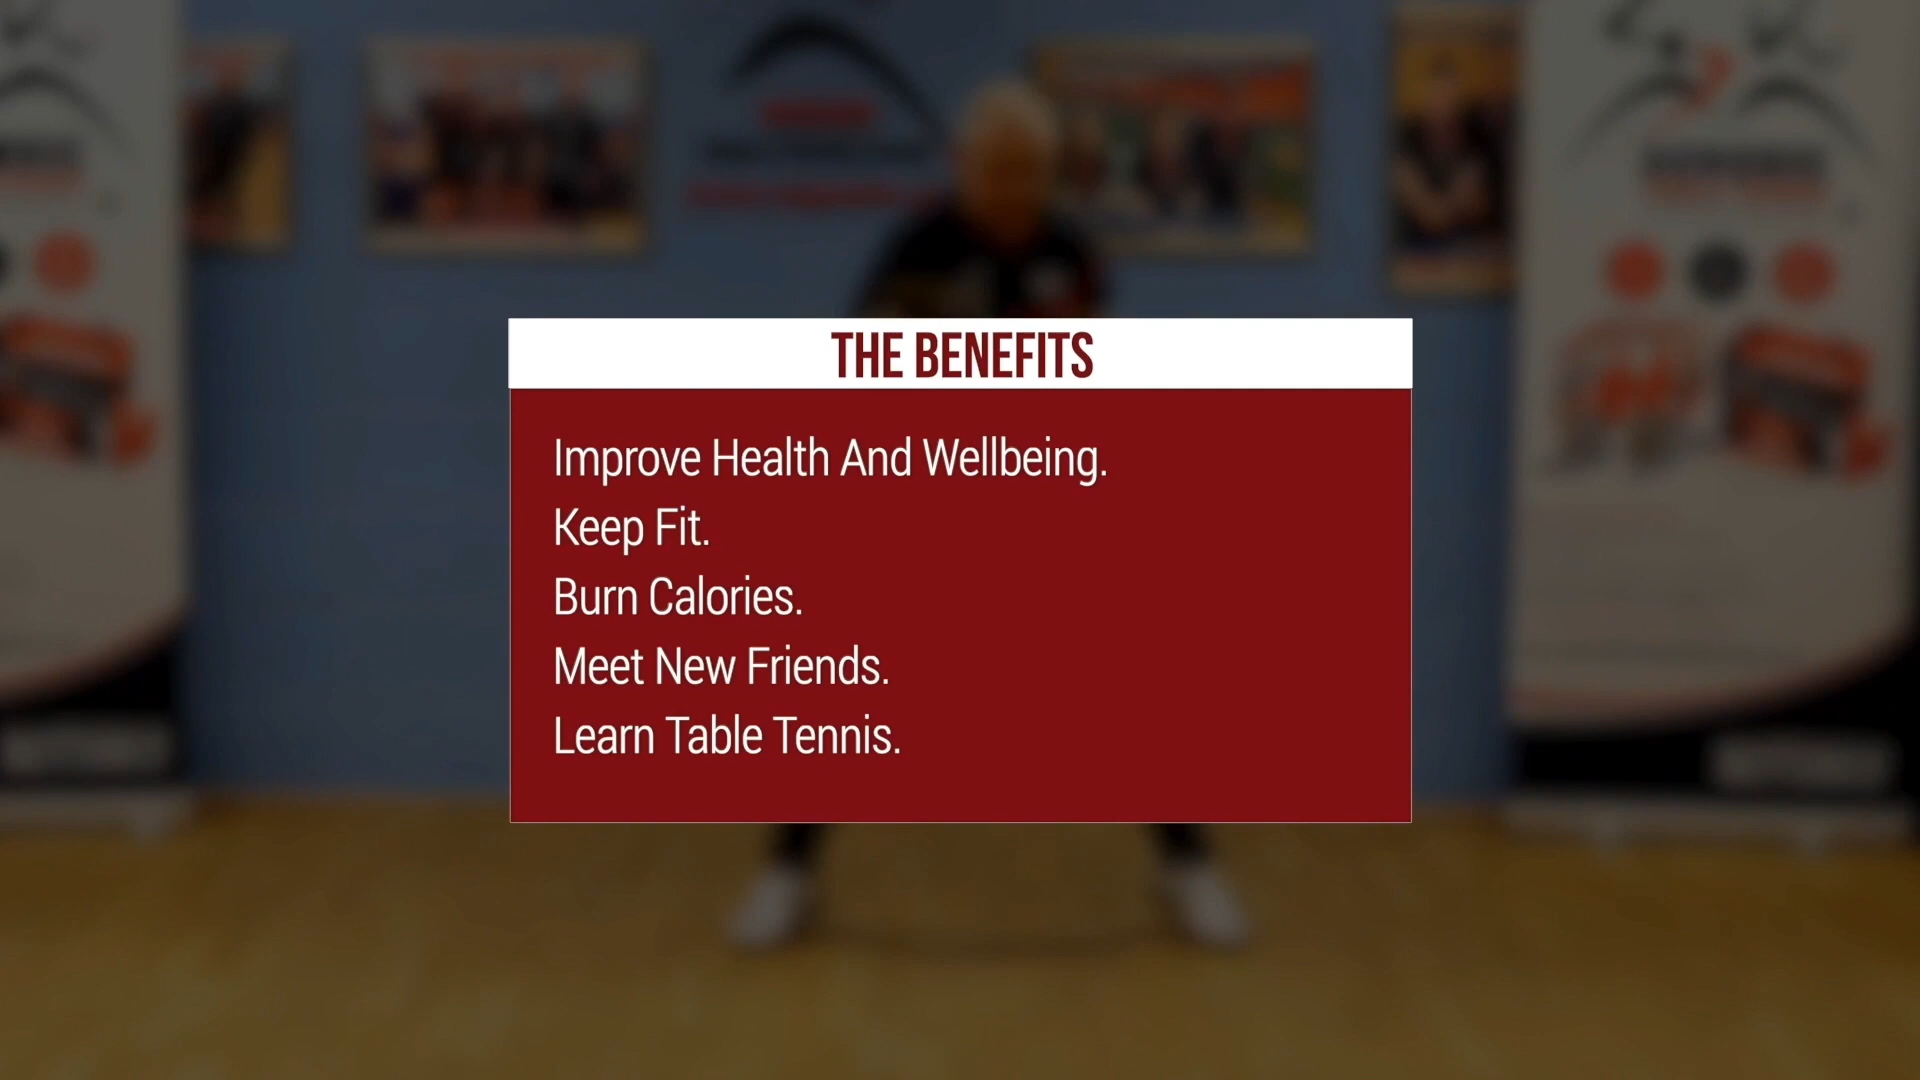 THE BENEFITS
Improve Health And Wellbeing.
Keep Fit.
Burn Calories.
Meet New Friends.
Learn Table Tennis.